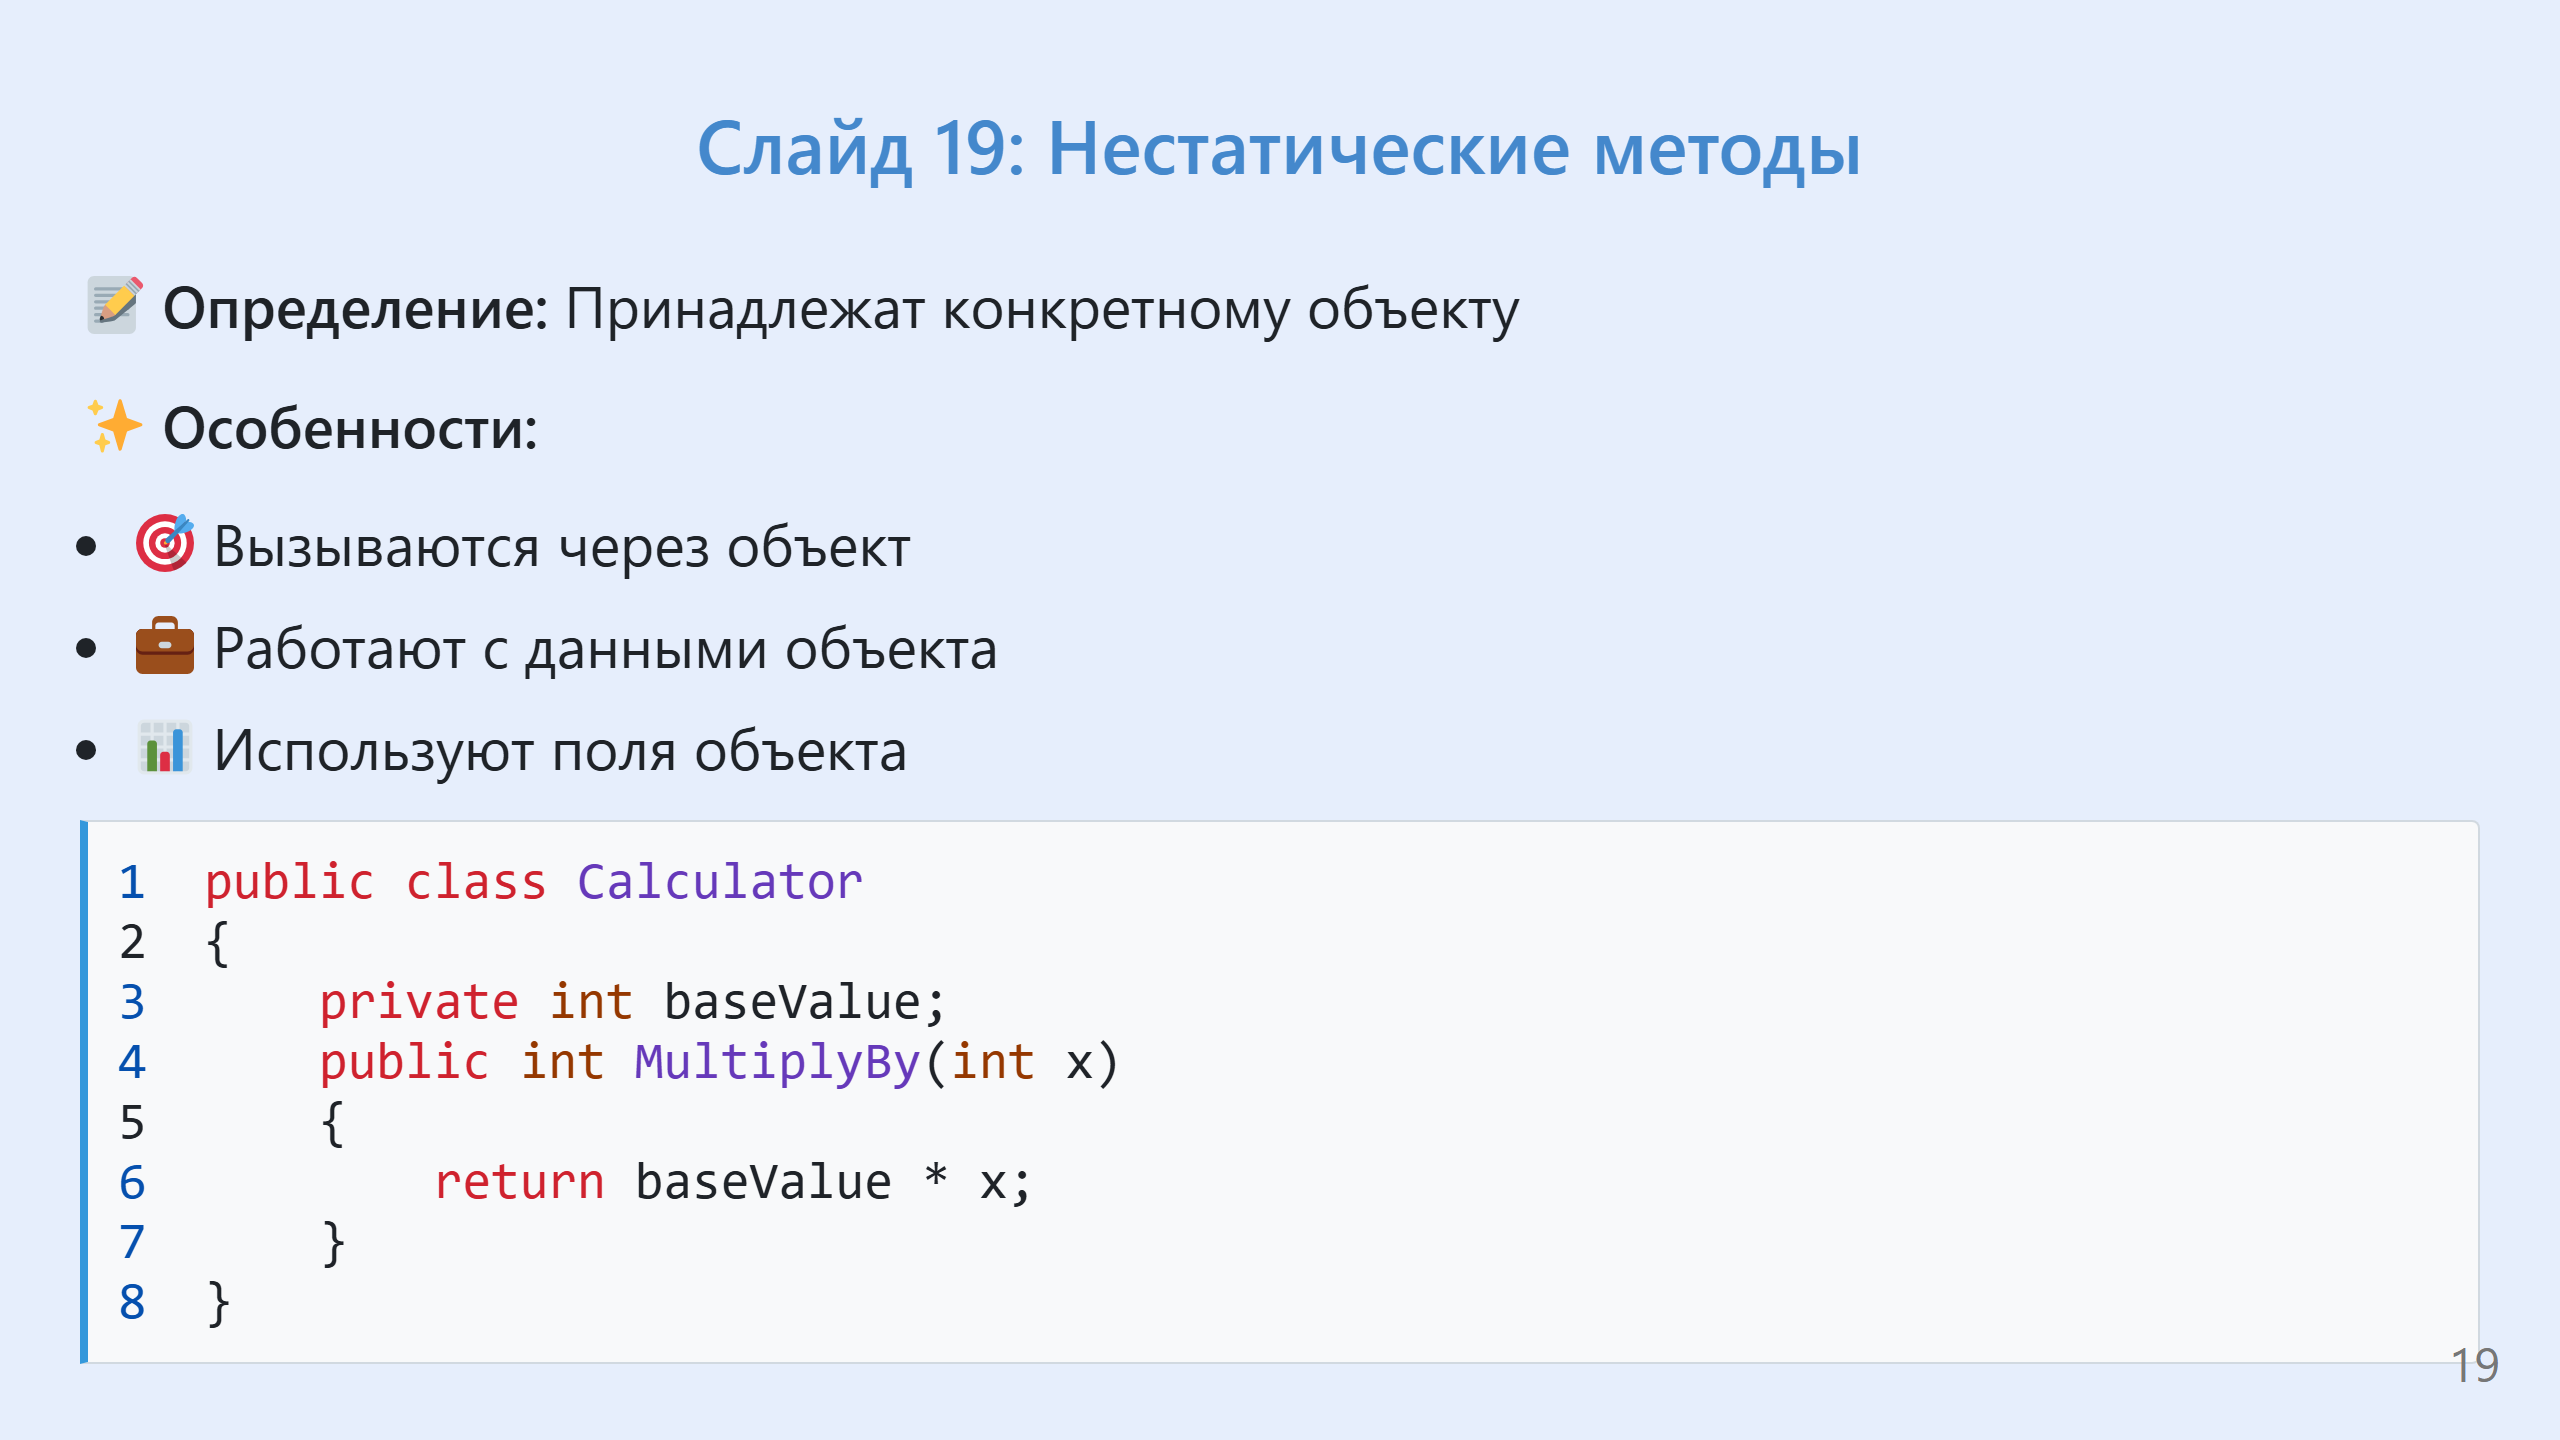 Слайд 19: Нестатические методы
📝 Определение: Принадлежат конкретному объекту
✨ Особенности:
• 🎯 Вызываются через объект
• 💼 Работают с данными объекта
• 📊 Используют поля объекта
1  public class Calculator
2  {
3      private int baseValue;
4      public int MultiplyBy(int x)
5      {
6          return baseValue * x;
7      }
8  }
19